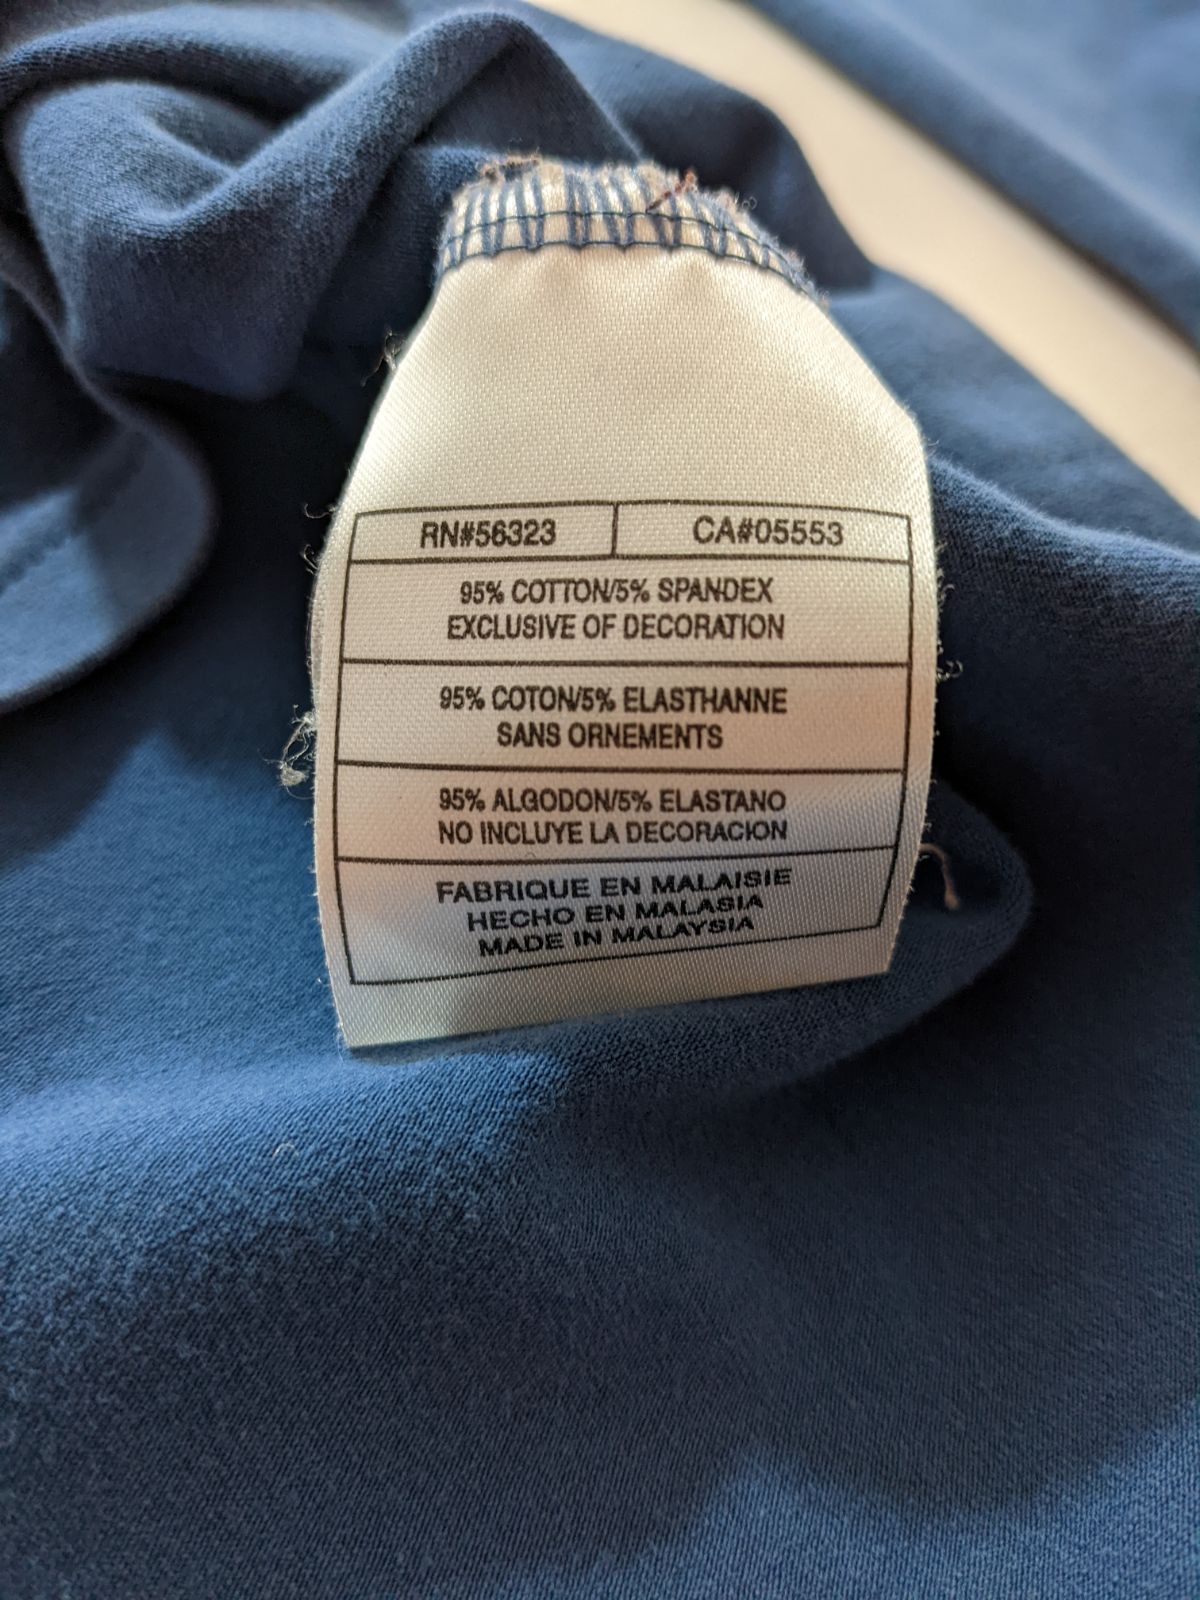 RN#56323 CA#05553
95% COTTON/5% SPANDEX
EXCLUSIVE OF DECORATION
95% COTON/5% ELASTHANNE
SANS ORNEMENTS
95% ALGODON/5% ELASTANO
NO INCLUYE LA DECORACION
FABRIQUE EN MALAISIE
HECHO EN MALASIA
MADE IN MALAYSIA